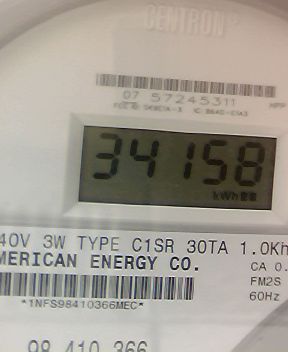 CENTRON®
07 57245311
34158
kWh
40V 3W TYPE C1SR 30TA 1.0Kh
MERICAN ENERGY CO.
CA 0.
FM2S
60Hz
*1NFS98410366MEC*
98 410 366